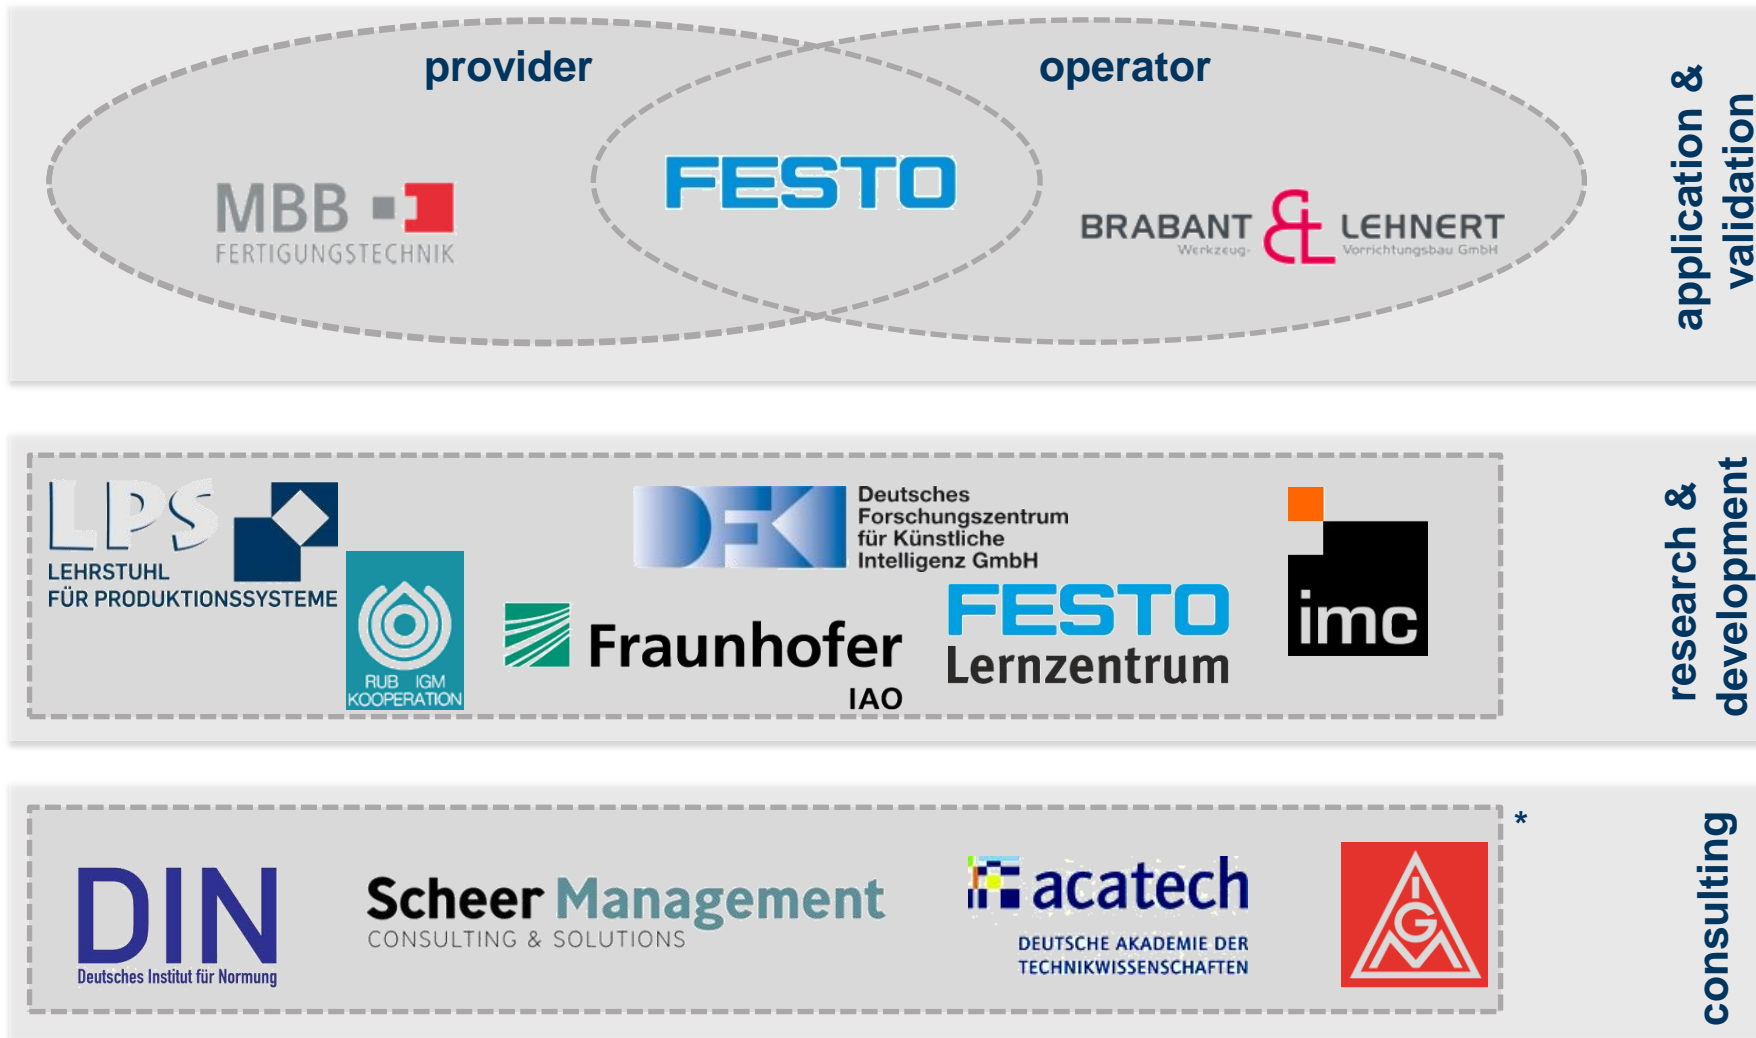 provider
operator
application &
validation
MBB
FERTIGUNGSTECHNIK
FESTO
BRABANT & LEHNERT
Werkzeug- Vorrichtungsbau GmbH
research &
development
LPS
LEHRSTUHL
FÜR PRODUKTIONSSYSTEME
RUB IGM
KOOPERATION
DFKI
Deutsches
Forschungszentrum
für Künstliche
Intelligenz GmbH
Fraunhofer
IAO
FESTO
Lernzentrum
imc
consulting
*
DIN
Deutsches Institut für Normung
Scheer Management
CONSULTING & SOLUTIONS
acatech
DEUTSCHE AKADEMIE DER
TECHNIKWISSENSCHAFTEN
IGM